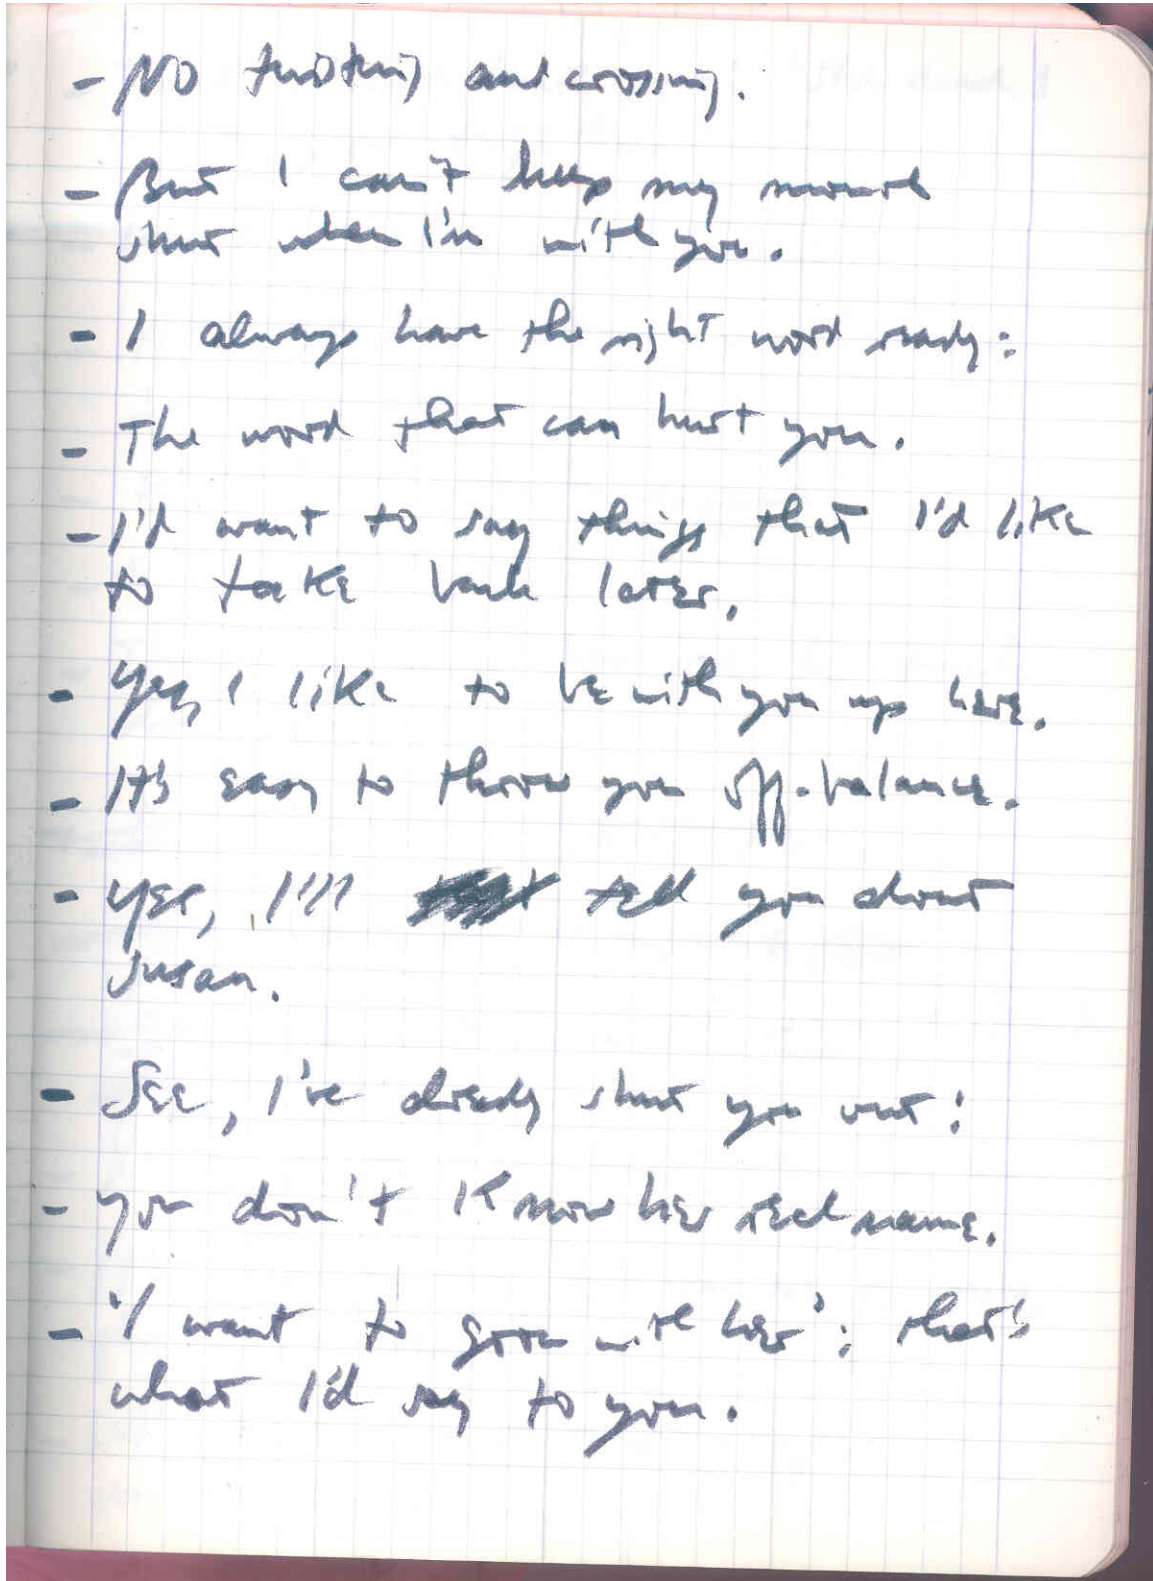 - No twisting and crossing.
- But I can't keep my mouth
shut when I'm with you.
- I always have the right word ready:
- The word that can hurt you.
- I'd want to say things that I'd like
to take back later.
- Yes, I like to be with you up here.
- It's easy to throw you off-balance.
- Yes, I'll tell you about
Susan.
- See, I've already shut you out:
- you don't know her real name.
- "I want to grow with her": that's
what I'd say to you.